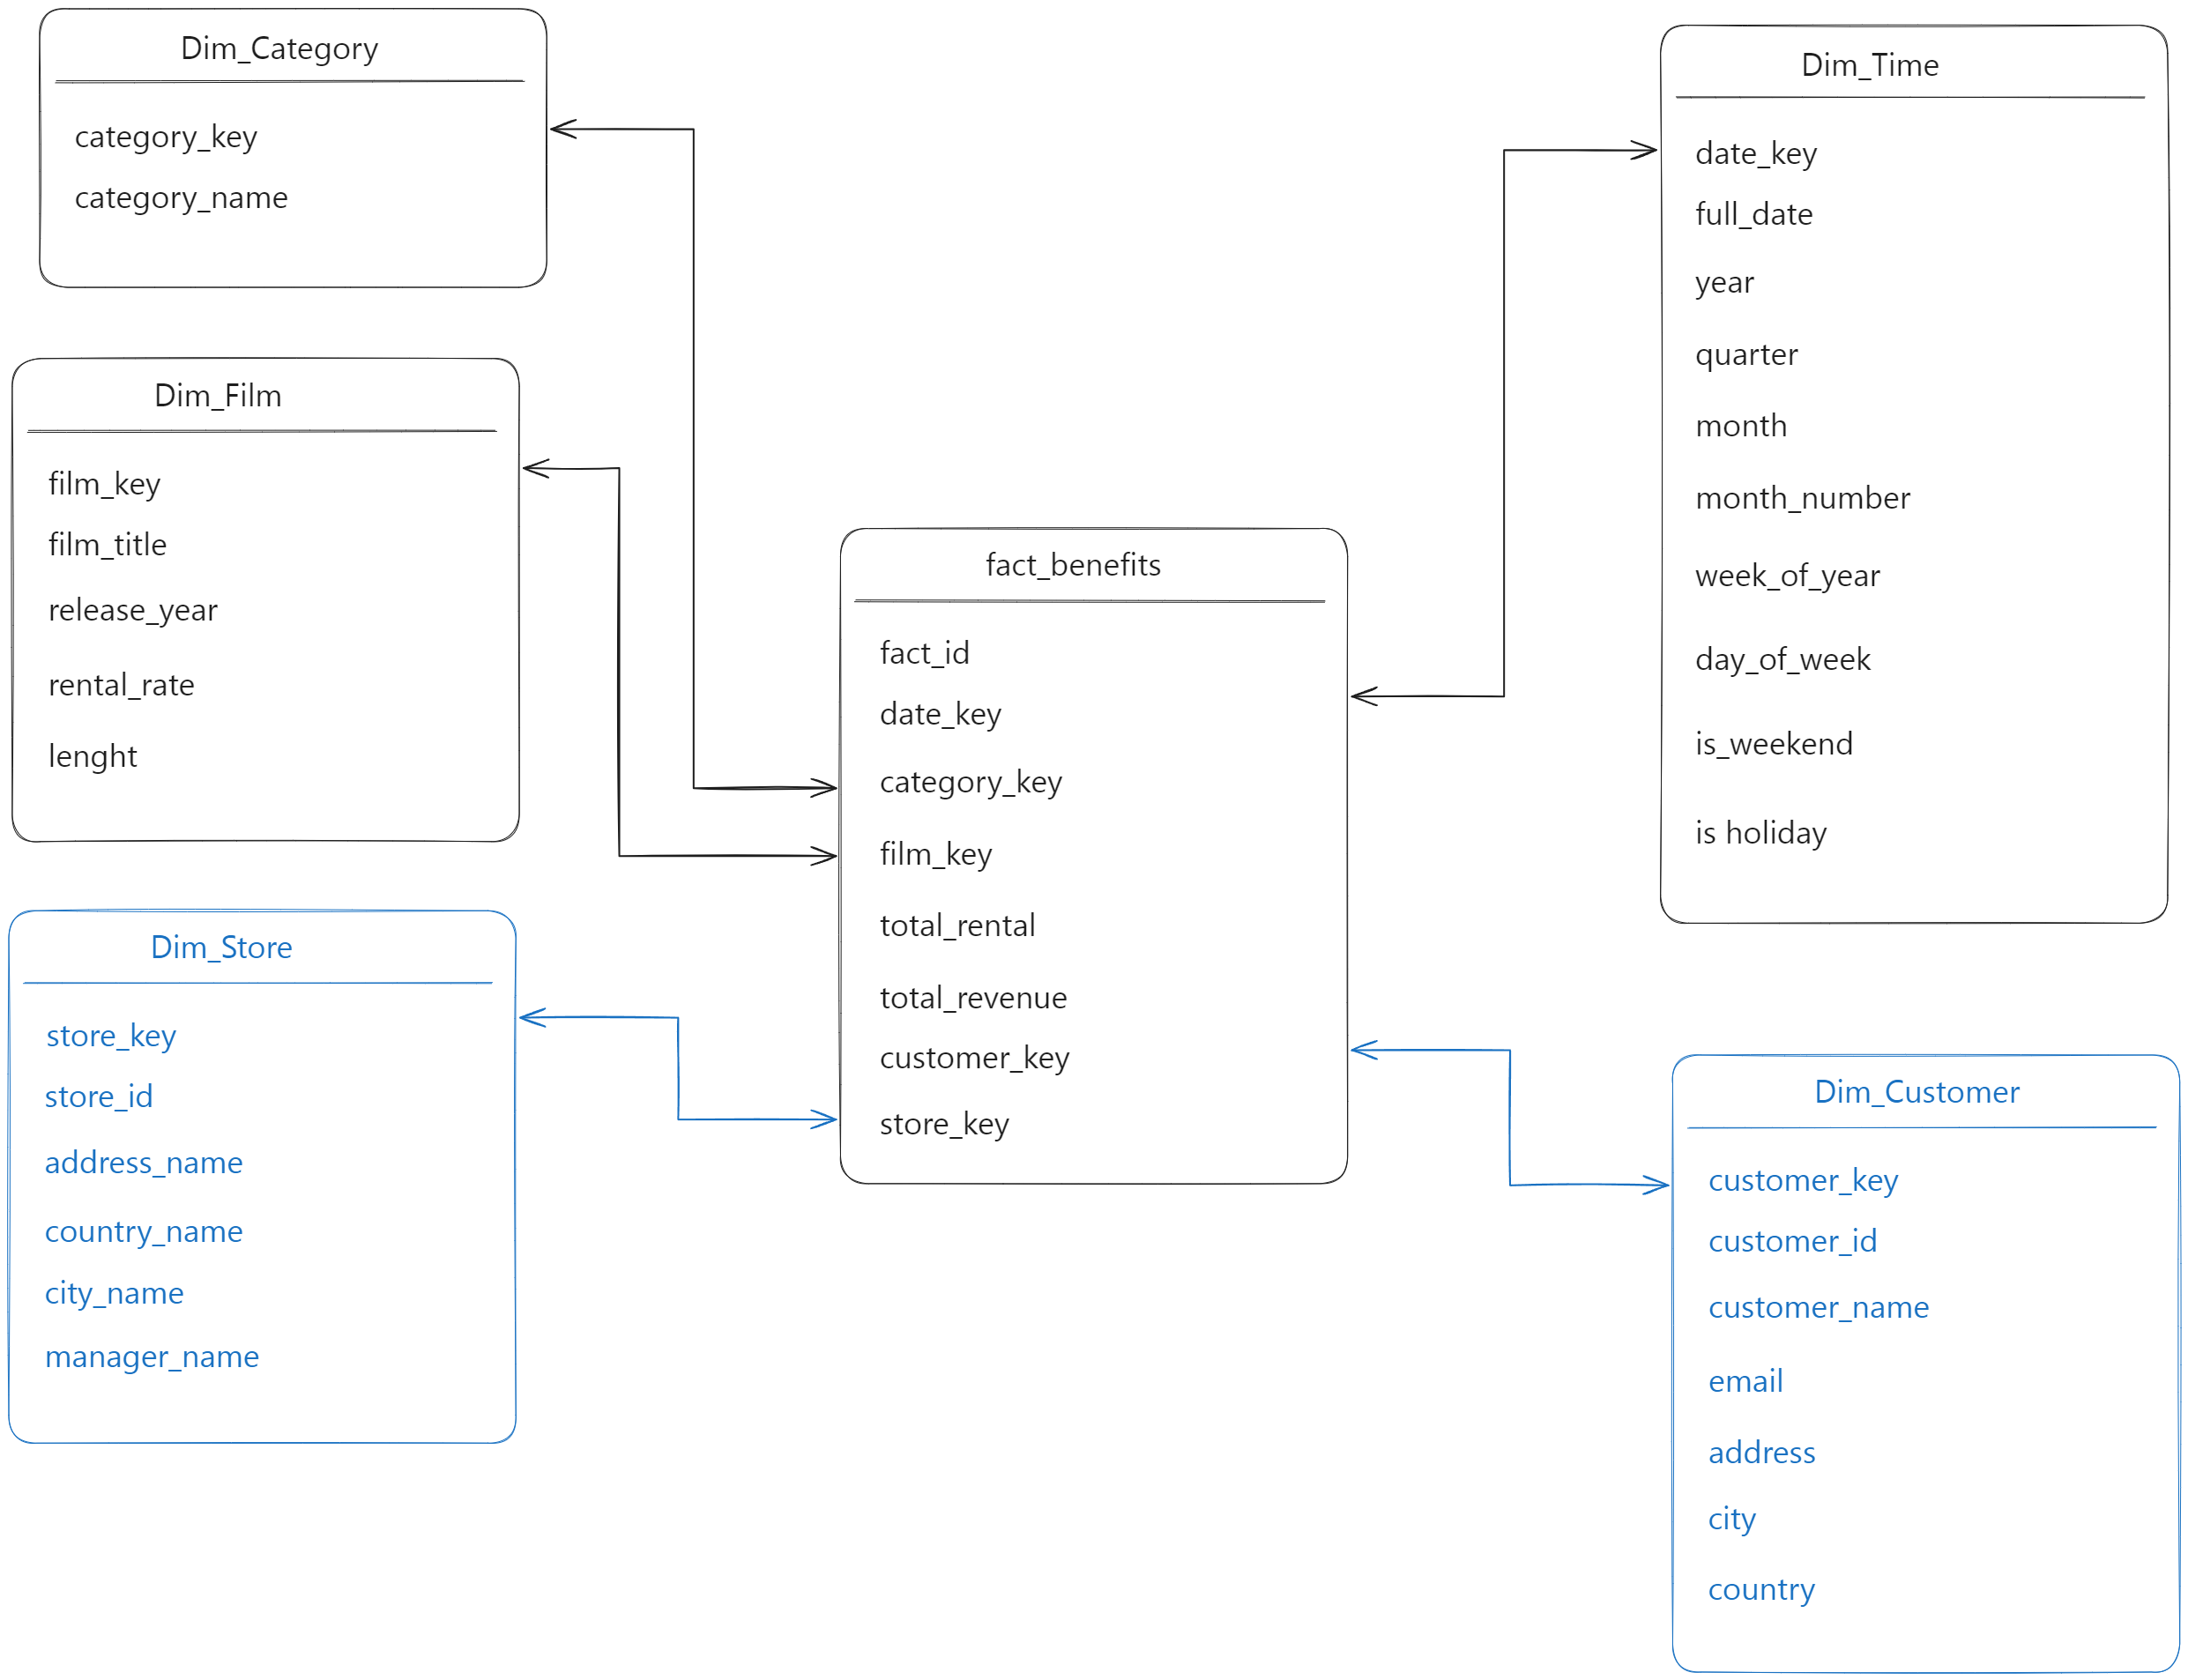 Dim_Category
category_key
category_name
Dim_Film
film_key
film_title
release_year
rental_rate
lenght
Dim_Store
store_key
store_id
address_name
country_name
city_name
manager_name
fact_benefits
fact_id
date_key
category_key
film_key
total_rental
total_revenue
customer_key
store_key
Dim_Time
date_key
full_date
year
quarter
month
month_number
week_of_year
day_of_week
is_weekend
is holiday
Dim_Customer
customer_key
customer_id
customer_name
email
address
city
country